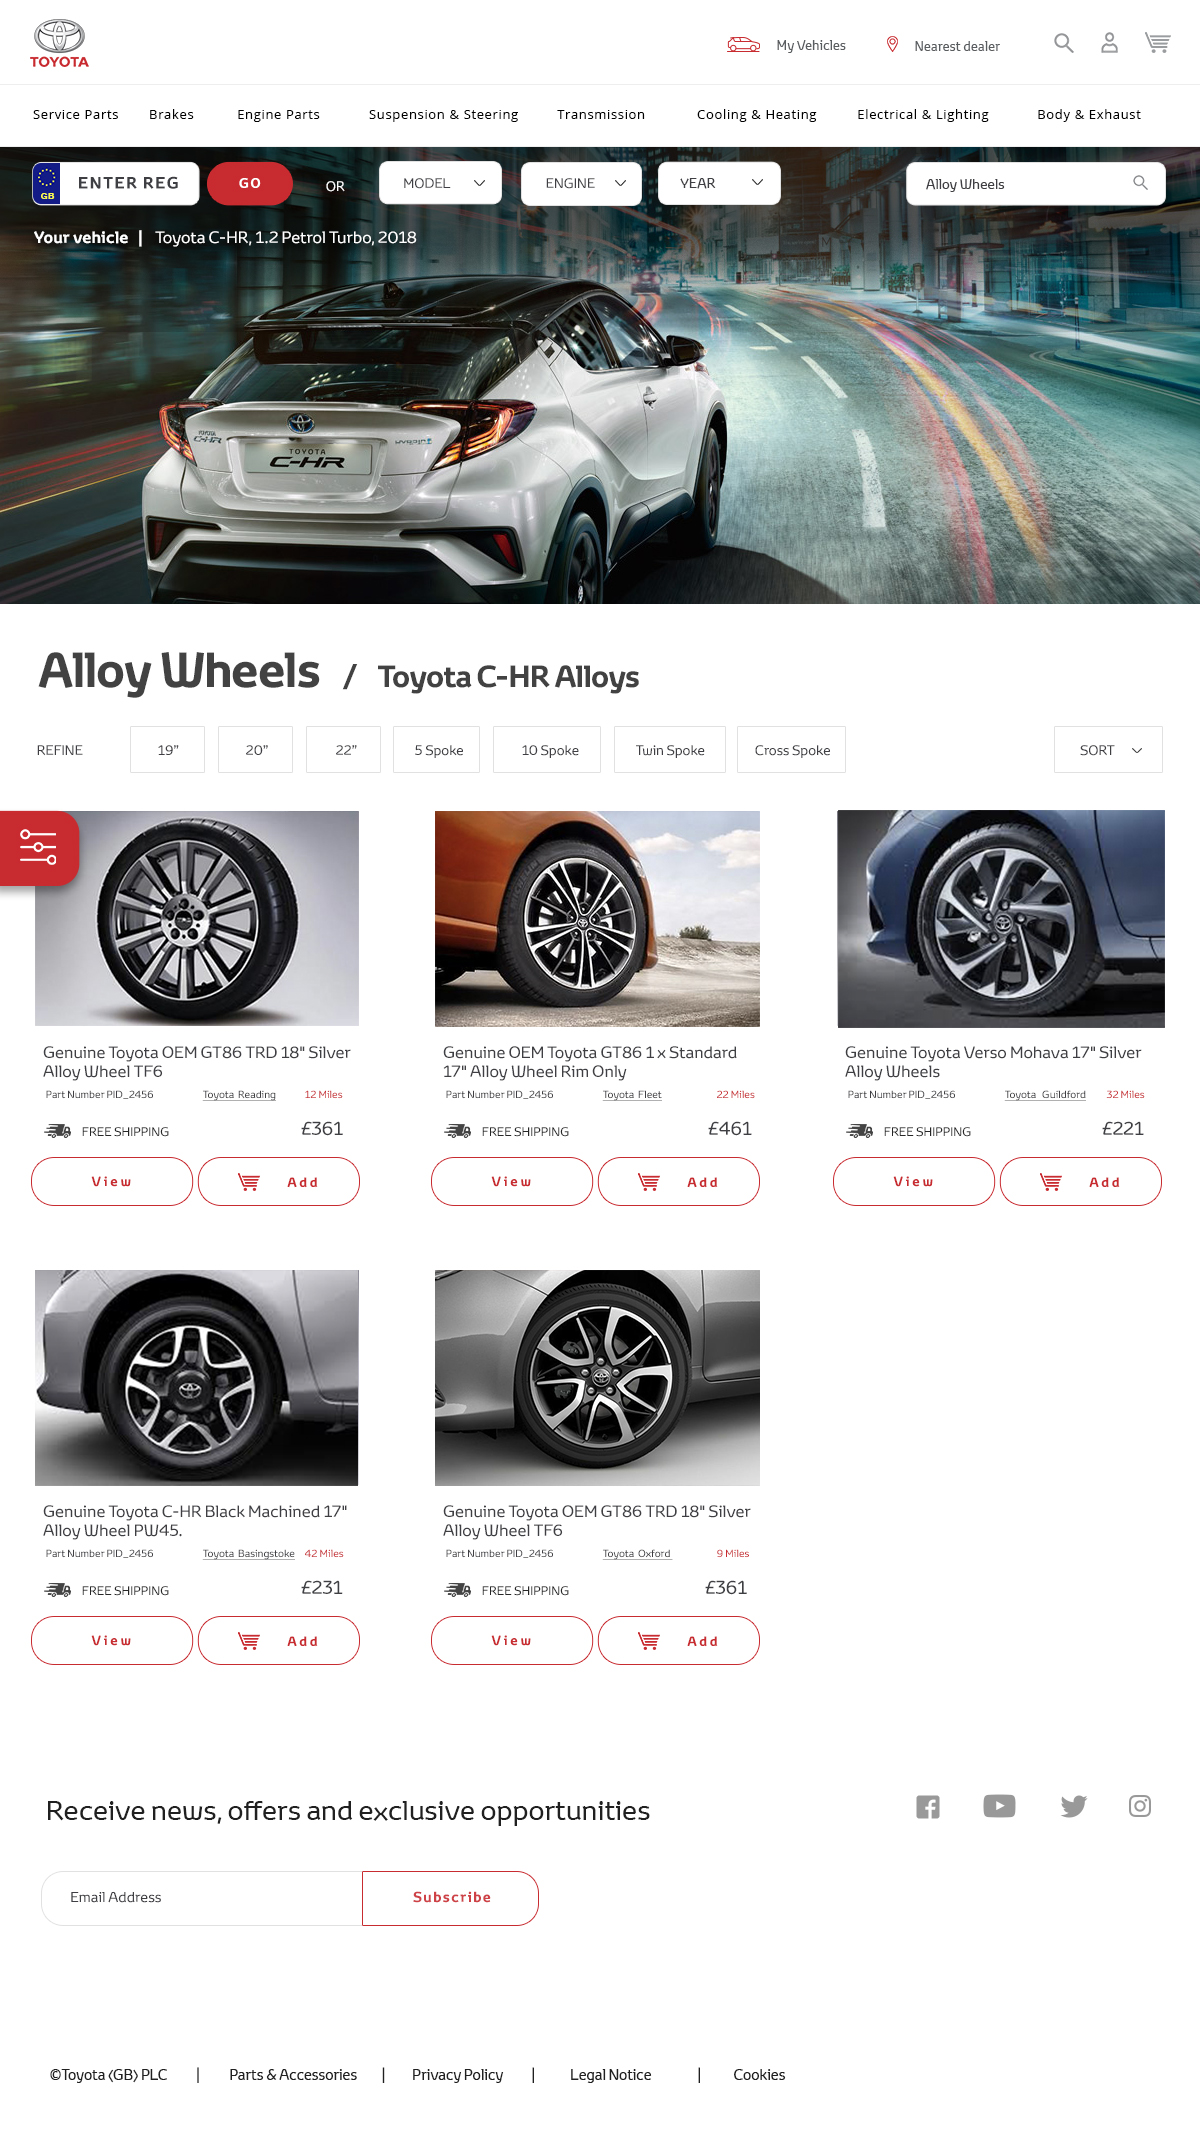 TOYOTA
My Vehicles
Nearest dealer
Service Parts Brakes Engine Parts Suspension & Steering Transmission Cooling & Heating Electrical & Lighting Body & Exhaust
GB ENTER REG GO OR MODEL ENGINE YEAR Alloy Wheels
Your vehicle | Toyota C-HR, 1.2 Petrol Turbo, 2018
HYBRID
C-HR
TOYOTA
C-HR
Alloy Wheels / Toyota C-HR Alloys
REFINE 19” 20” 22” 5 Spoke 10 Spoke Twin Spoke Cross Spoke SORT
Genuine Toyota OEM GT86 TRD 18" Silver
Alloy Wheel TF6
Part Number PID_2456 Toyota Reading 12 Miles
FREE SHIPPING £361
View Add
Genuine OEM Toyota GT86 1 x Standard
17" Alloy Wheel Rim Only
Part Number PID_2456 Toyota Fleet 22 Miles
FREE SHIPPING £461
View Add
Genuine Toyota Verso Mohava 17" Silver
Alloy Wheels
Part Number PID_2456 Toyota Guildford 32 Miles
FREE SHIPPING £221
View Add
Genuine Toyota C-HR Black Machined 17"
Alloy Wheel PW45.
Part Number PID_2456 Toyota Basingstoke 42 Miles
FREE SHIPPING £231
View Add
Genuine Toyota OEM GT86 TRD 18" Silver
Alloy Wheel TF6
Part Number PID_2456 Toyota Oxford 9 Miles
FREE SHIPPING £361
View Add
Receive news, offers and exclusive opportunities
Email Address Subscribe
©Toyota (GB) PLC | Parts & Accessories | Privacy Policy | Legal Notice | Cookies